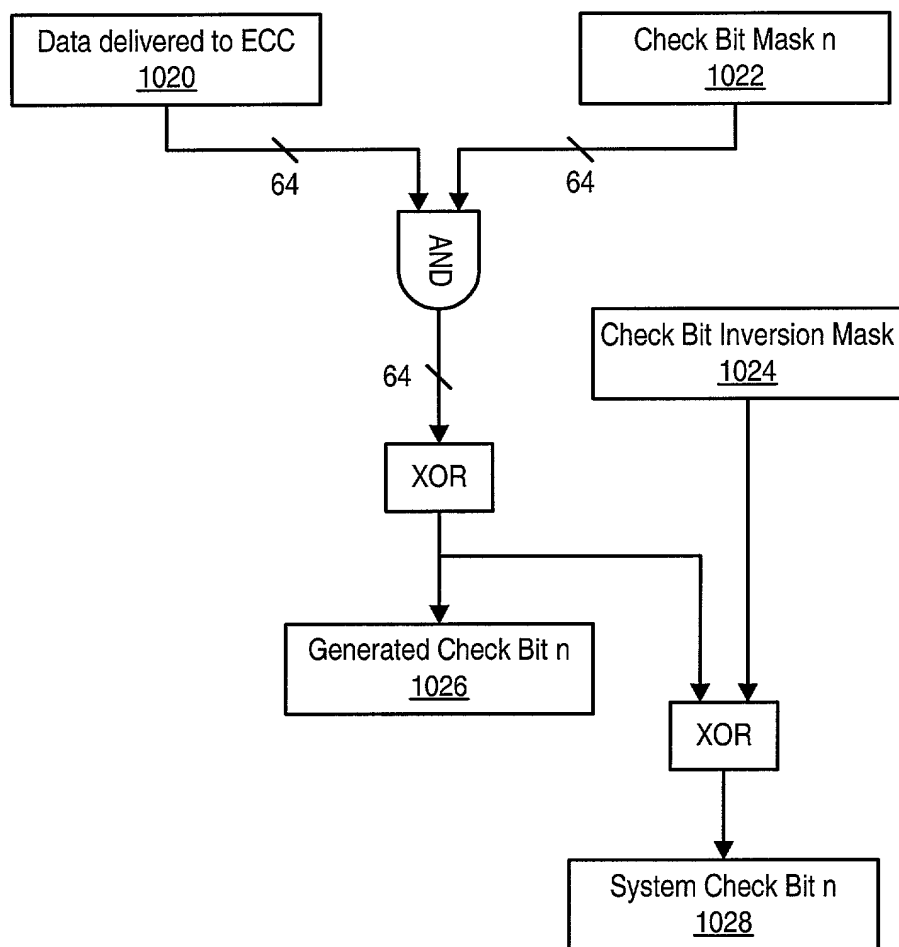 Data delivered to ECC
1020
Check Bit Mask n
1022
64
64
AND
Check Bit Inversion Mask
1024
64
XOR
Generated Check Bit n
1026
XOR
System Check Bit n
1028